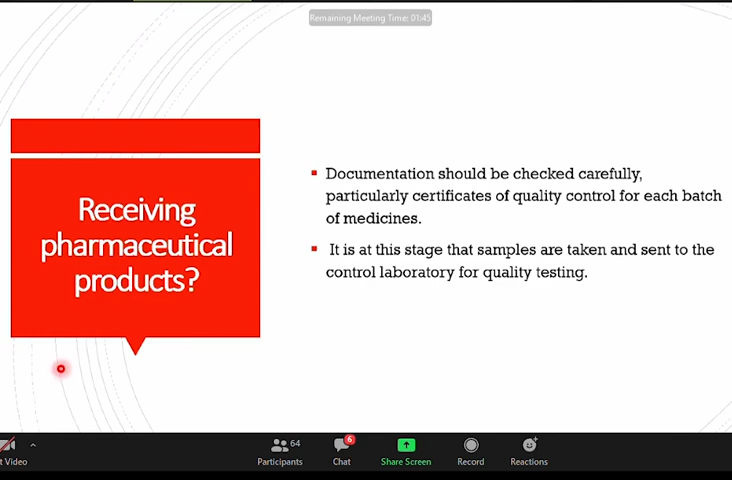 Remaining Meeting Time: 01:45
Receiving
pharmaceutical
products?
Documentation should be checked carefully,
particularly certificates of quality control for each batch
of medicines.
It is at this stage that samples are taken and sent to the
control laboratory for quality testing.
t Video
64
Participants
6
Chat
Share Screen
Record
Reactions